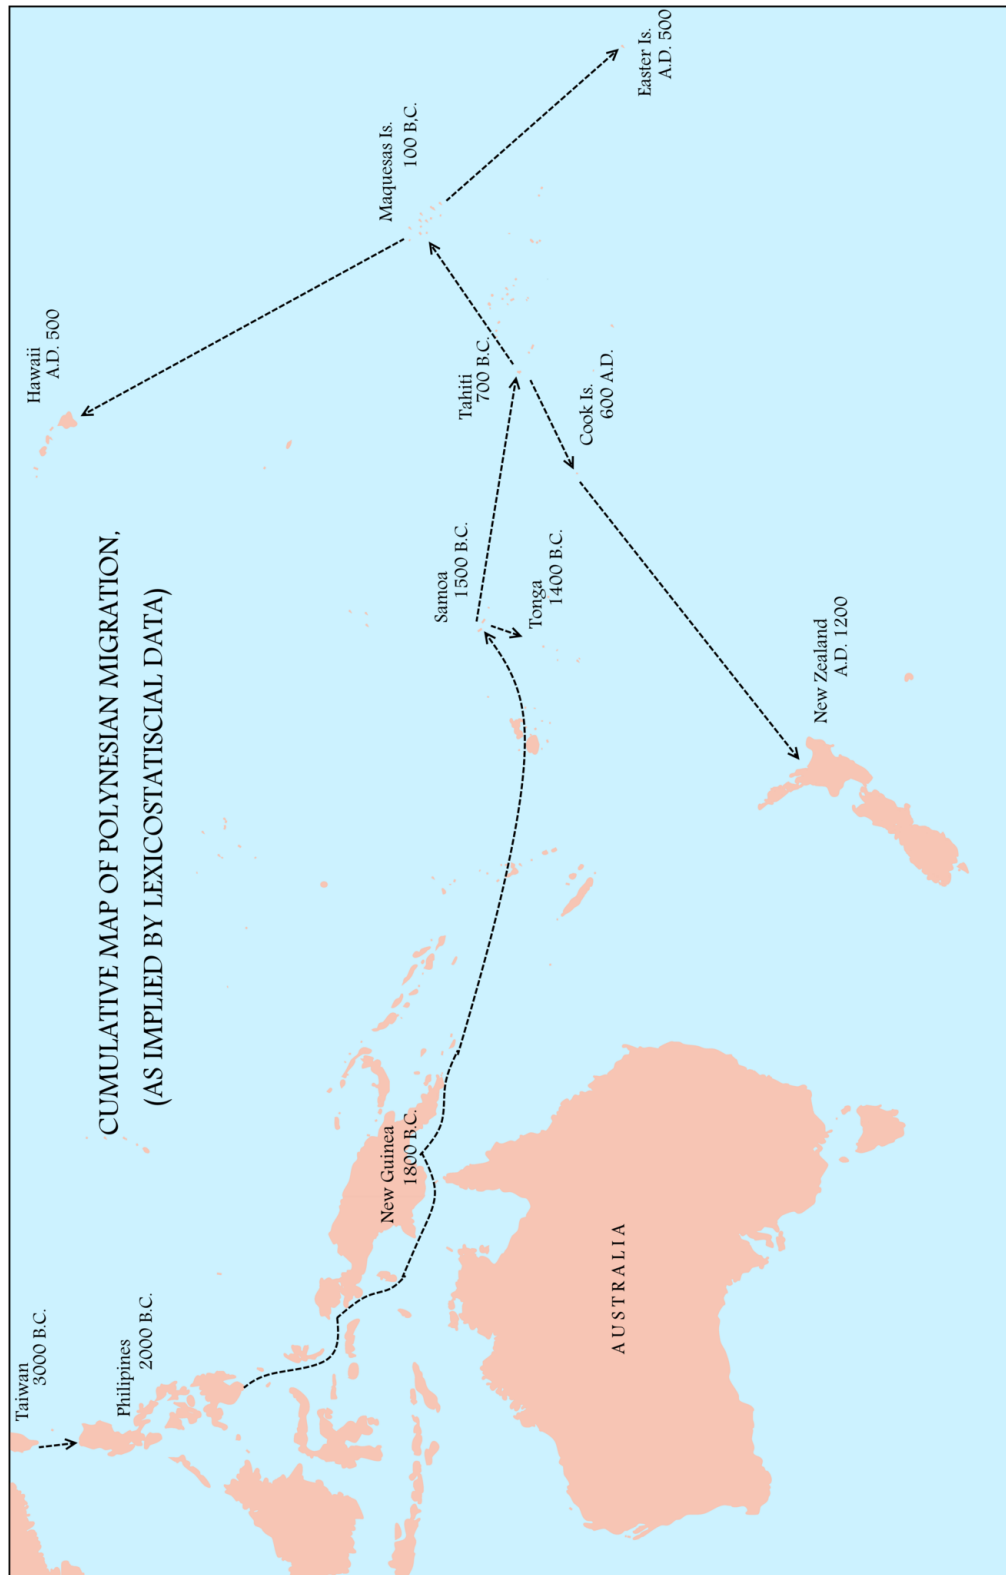 CUMULATIVE MAP OF POLYNESIAN MIGRATION,
(AS IMPLIED BY LEXICOSTATISCIAL DATA)
Taiwan
3000 B.C.
Philipines
2000 B.C.
New Guinea
1800 B.C.
AUSTRALIA
Samoa
1500 B.C.
Tonga
1400 B.C.
Tahiti
700 B.C.
Cook Is.
600 A.D.
Hawaii
A.D. 500
Maquesas Is.
100 B.C.
Easter Is.
A.D. 500
New Zealand
A.D. 1200